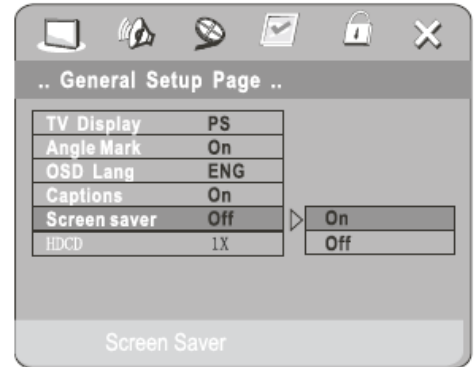 .. General Setup Page ..
TV Display PS
Angle Mark On
OSD Lang ENG
Captions On
Screen saver Off On
HDCD 1X Off
Screen Saver